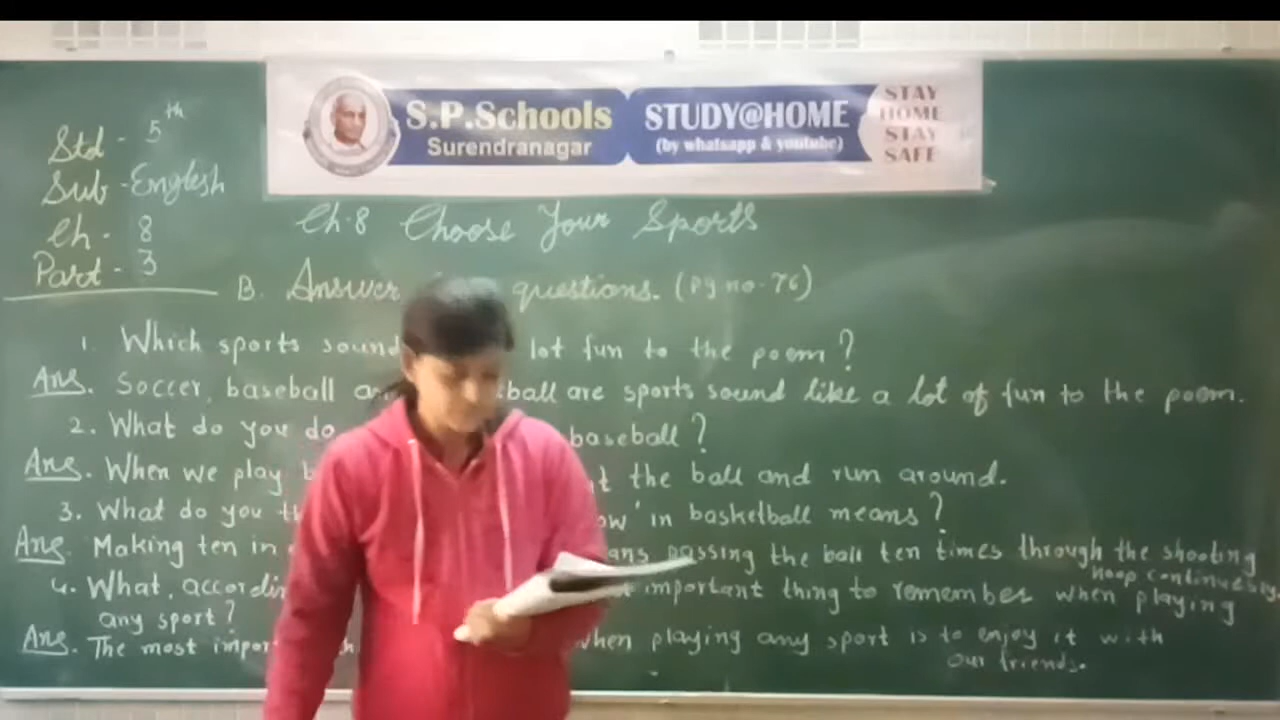 S.P.Schools
Surendranagar
STUDY@HOME
(by whatsapp & youtube)
STAY
HOME
STAY
SAFE
Std - 5th
Sub - English
Ch - 8
Part - 3
Ch.8 Choose Your Sports
B. Answer questions. (pg no. 76)
1. Which sports sound lot fun to the poem?
Ans. Soccer, baseball are sports sound like a lot of fun to the poem.
2. What do you do baseball?
Ans. When we play the ball and run around.
3. What do you in basketball means?
Ans. Making ten in passing the ball ten times through the shooting
hoop continuesly.
4. What, important thing to remember when playing
any sport?
Ans. The most when playing any sport is to enjoy it with
our friends.